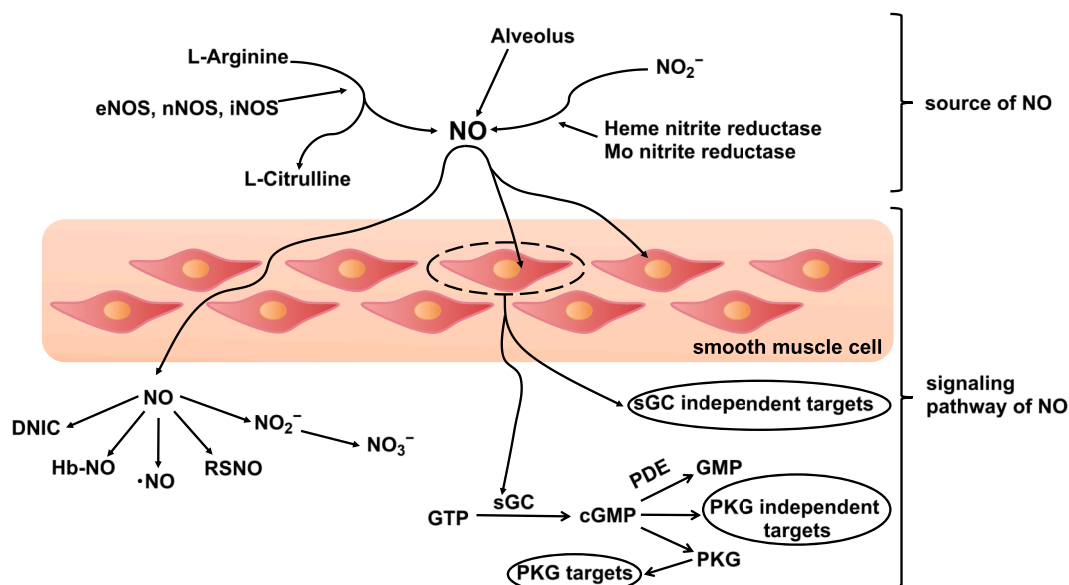 Alveolus
L-Arginine
NO₂⁻
eNOS, nNOS, iNOS
source of NO
NO
Heme nitrite reductase
Mo nitrite reductase
L-Citrulline
smooth muscle cell
signaling
pathway of NO
sGC independent targets
NO
DNIC
NO₂⁻
NO₃⁻
Hb-NO
·NO
RSNO
PDE
GMP
sGC
GTP
cGMP
PKG independent
targets
PKG
PKG targets